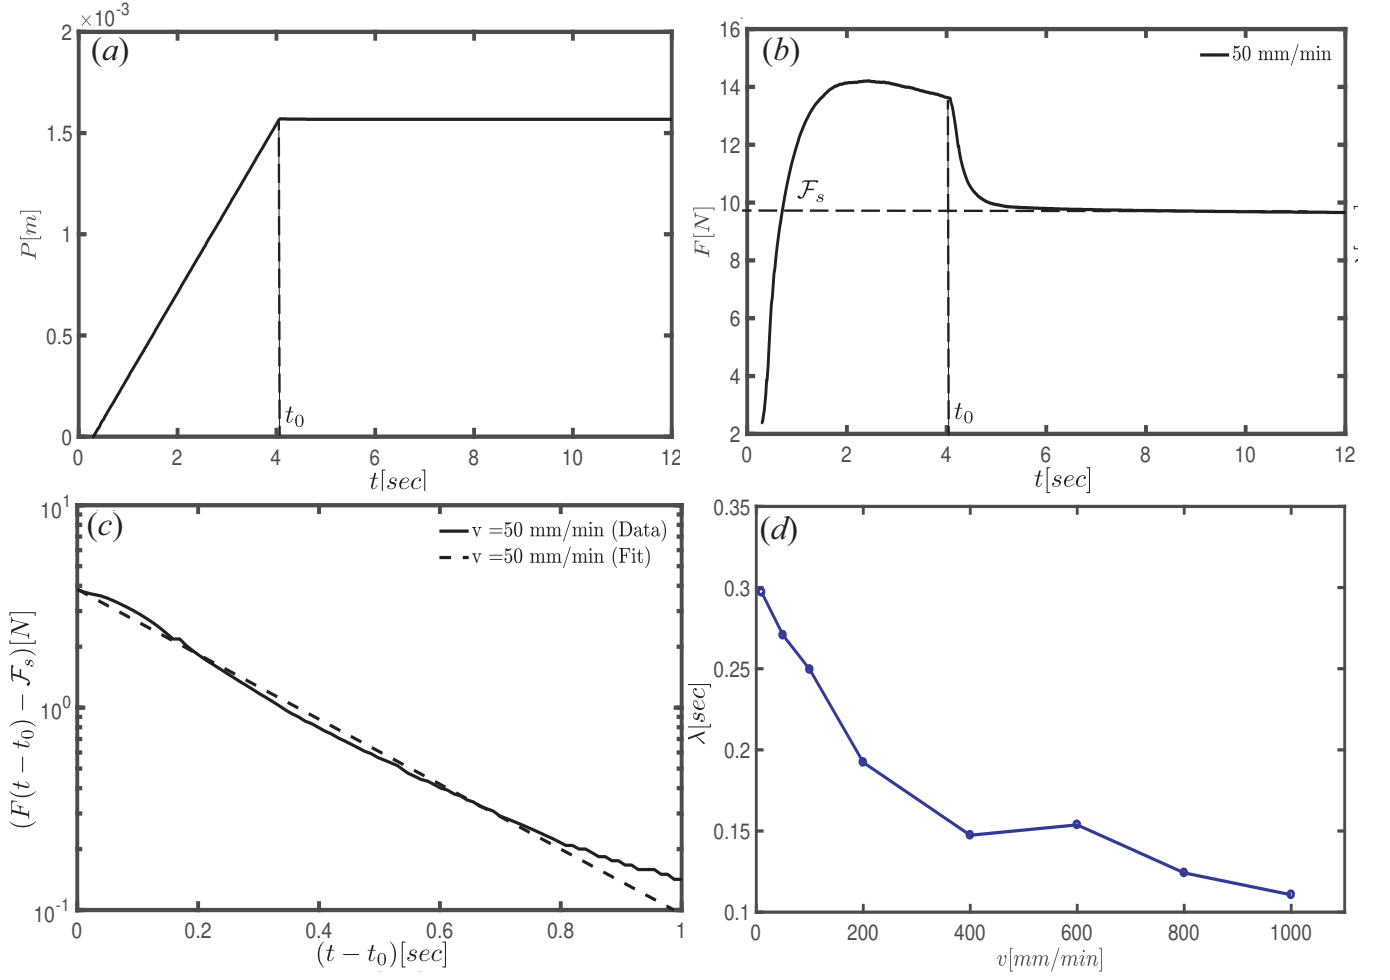 ×10⁻³
(a)
2
1.5
1
0.5
0
P[m]
t₀
0 2 4 6 8 10 12
t[sec]
(b)
50 mm/min
16
14
12
10
8
6
4
2
F[N]
𝓕ₛ
t₀
0 2 4 6 8 10 12
t[sec]
(c)
v =50 mm/min (Data)
v =50 mm/min (Fit)
10¹
10⁰
10⁻¹
(F(t − t₀) − 𝓕ₛ)[N]
0 0.2 0.4 0.6 0.8 1
(t − t₀)[sec]
(d)
0.35
0.3
0.25
0.2
0.15
0.1
λ[sec]
0 200 400 600 800 1000
v[mm/min]